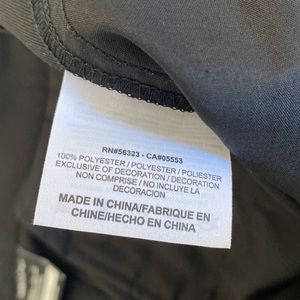 RN#56323 - CA#05553
100% POLYESTER / POLYESTER / POLIESTER
EXCLUSIVE OF DECORATION / DECORATION
NON COMPRISE / NO INCLUYE LA
DECORACION
MADE IN CHINA/FABRIQUE EN
CHINE/HECHO EN CHINA